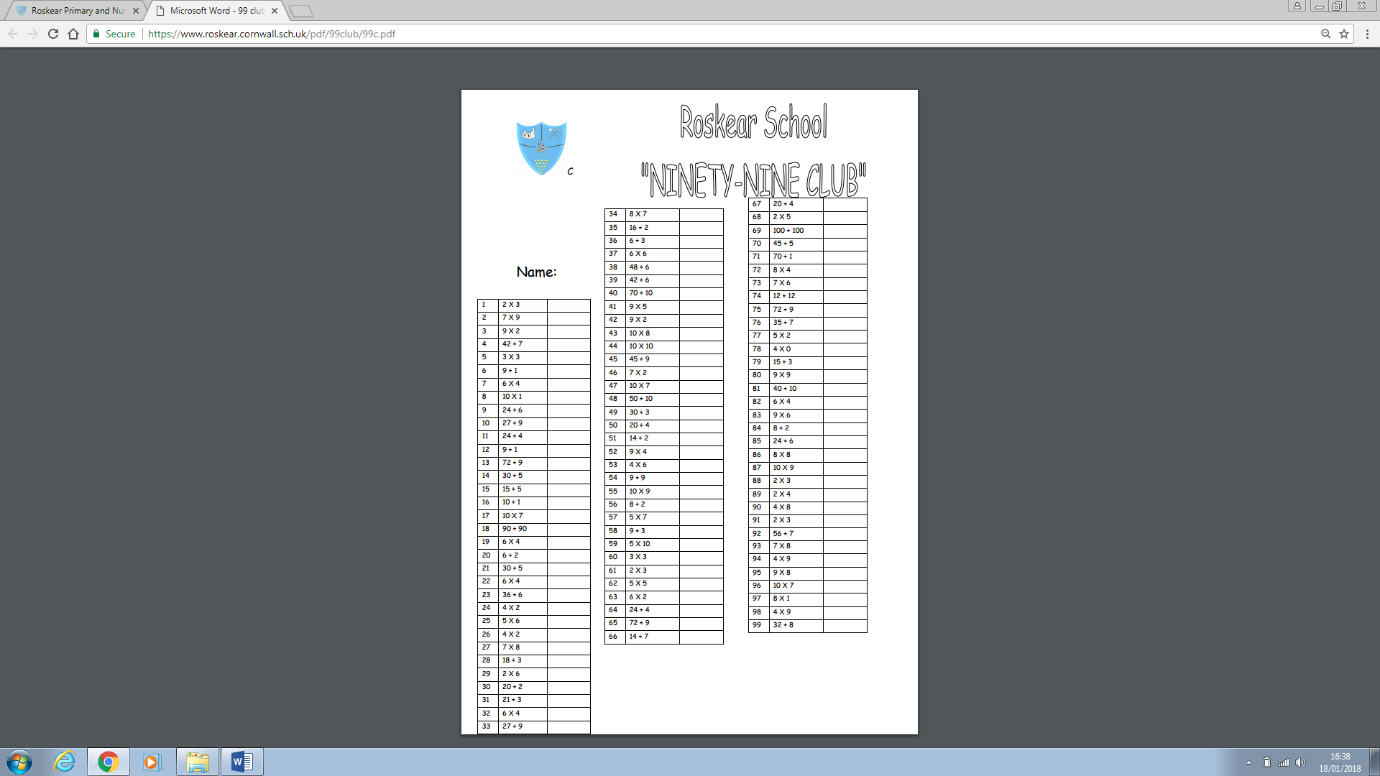 Roskear Primary and Nur
Microsoft Word - 99 club
Secure
https://www.roskear.cornwall.sch.uk/pdf/99club/99c.pdf
Roskear School
"NINETY-NINE CLUB"
C
Name:
1 2 X 3
2 7 X 9
3 9 X 2
4 42 ÷ 7
5 3 X 3
6 9 ÷ 1
7 6 X 4
8 10 X 1
9 24 ÷ 6
10 27 ÷ 9
11 24 ÷ 4
12 9 ÷ 1
13 72 ÷ 9
14 30 ÷ 5
15 15 ÷ 5
16 10 ÷ 1
17 10 X 7
18 90 ÷ 90
19 6 X 4
20 6 ÷ 2
21 30 ÷ 5
22 6 X 4
23 36 ÷ 6
24 4 X 2
25 5 X 6
26 4 X 2
27 7 X 8
28 18 ÷ 3
29 2 X 6
30 20 ÷ 2
31 21 ÷ 3
32 6 X 4
33 27 ÷ 9
34 8 X 7
35 16 ÷ 2
36 6 ÷ 3
37 6 X 6
38 48 ÷ 6
39 42 ÷ 6
40 70 ÷ 10
41 9 X 5
42 9 X 2
43 10 X 8
44 10 X 10
45 45 ÷ 9
46 7 X 2
47 10 X 7
48 50 ÷ 10
49 30 ÷ 3
50 20 ÷ 4
51 14 ÷ 2
52 9 X 4
53 4 X 6
54 9 ÷ 9
55 10 X 9
56 8 ÷ 2
57 5 X 7
58 9 ÷ 3
59 5 X 10
60 3 X 3
61 2 X 3
62 5 X 5
63 6 X 2
64 24 ÷ 4
65 72 ÷ 9
66 14 ÷ 7
67 20 ÷ 4
68 2 X 5
69 100 ÷ 100
70 45 ÷ 5
71 70 ÷ 1
72 8 X 4
73 7 X 6
74 12 ÷ 12
75 72 ÷ 9
76 35 ÷ 7
77 5 X 2
78 4 X 0
79 15 ÷ 3
80 9 X 9
81 40 ÷ 10
82 6 X 4
83 9 X 6
84 8 ÷ 2
85 24 ÷ 6
86 8 X 8
87 10 X 9
88 2 X 3
89 2 X 4
90 4 X 8
91 2 X 3
92 56 ÷ 7
93 7 X 8
94 4 X 9
95 9 X 8
96 10 X 7
97 8 X 1
98 4 X 9
99 32 ÷ 8
16:38
18/01/2018